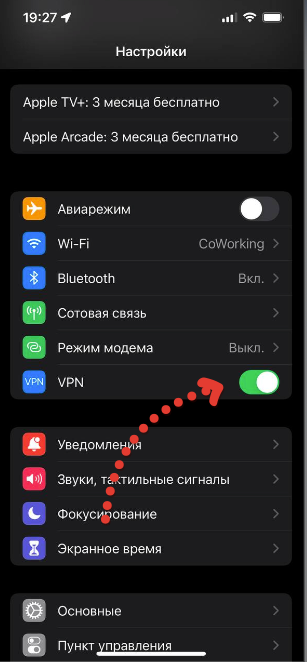 19:27
Настройки
Apple TV+: 3 месяца бесплатно
Apple Arcade: 3 месяца бесплатно
Авиарежим
Wi-Fi CoWorking
Bluetooth Вкл.
Сотовая связь
Режим модема Выкл.
VPN VPN
Уведомления
Звуки, тактильные сигналы
Фокусирование
Экранное время
Основные
Пункт управления